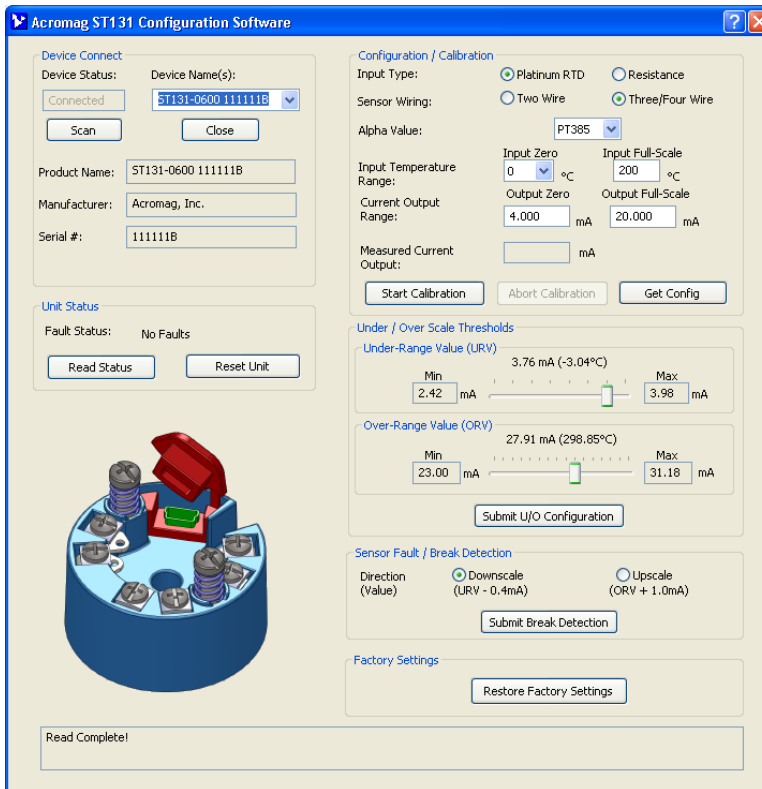 Acromag ST131 Configuration Software
Device Connect
Device Status: Device Name(s):
Connected ST131-0600 111111B
Scan Close
Product Name: ST131-0600 111111B
Manufacturer: Acromag, Inc.
Serial #: 111111B
Unit Status
Fault Status: No Faults
Read Status Reset Unit
Configuration / Calibration
Input Type: Platinum RTD Resistance
Sensor Wiring: Two Wire Three/Four Wire
Alpha Value: PT385
Input Zero Input Full-Scale
Input Temperature Range: 0 °C 200 °C
Output Zero Output Full-Scale
Current Output Range: 4.000 mA 20.000 mA
Measured Current Output: mA
Start Calibration Abort Calibration Get Config
Under / Over Scale Thresholds
Under-Range Value (URV)
3.76 mA (-3.04°C)
Min Max
2.42 mA 3.98 mA
Over-Range Value (ORV)
27.91 mA (298.85°C)
Min Max
23.00 mA 31.18 mA
Submit U/O Configuration
Sensor Fault / Break Detection
Direction Downscale Upscale
(Value) (URV - 0.4mA) (ORV + 1.0mA)
Submit Break Detection
Factory Settings
Restore Factory Settings
Read Complete!